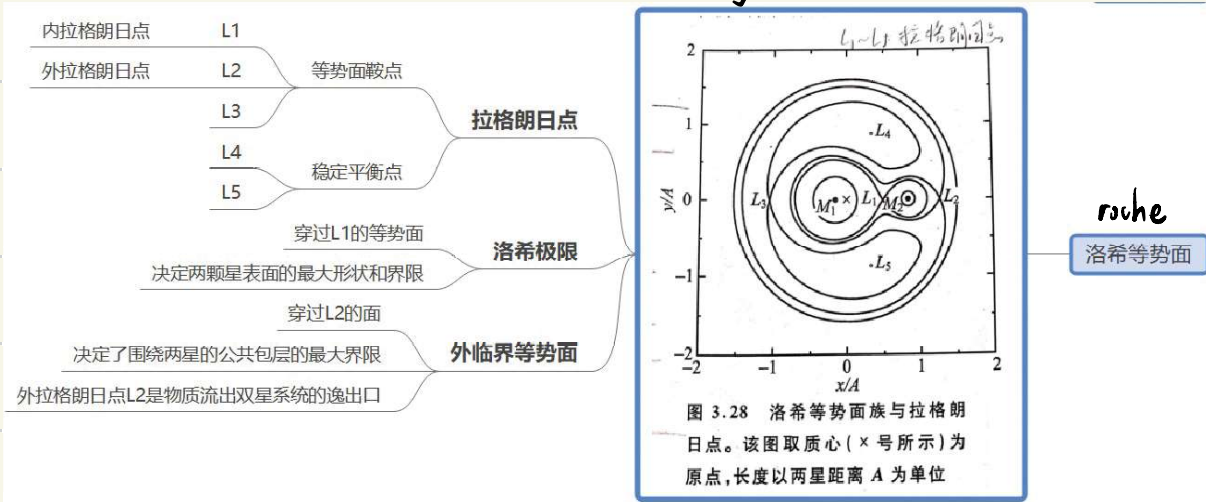 内拉格朗日点
L1
外拉格朗日点
L2
L3
等势面鞍点
L4
L5
稳定平衡点
拉格朗日点
穿过L1的等势面
决定两颗星表面的最大形状和界限
洛希极限
穿过L2的面
决定了围绕两星的公共包层的最大界限
外拉格朗日点L2是物质流出双星系统的逸出口
外临界等势面
L1~L5 拉格朗日点
2
1
0
−1
−2
y/A
L4
L3
M1
×
L1
M2
L2
L5
−2
−1
0
1
2
x/A
图 3.28 洛希等势面族与拉格朗
日点。该图取质心(×号所示)为
原点,长度以两星距离 A 为单位
roche
洛希等势面